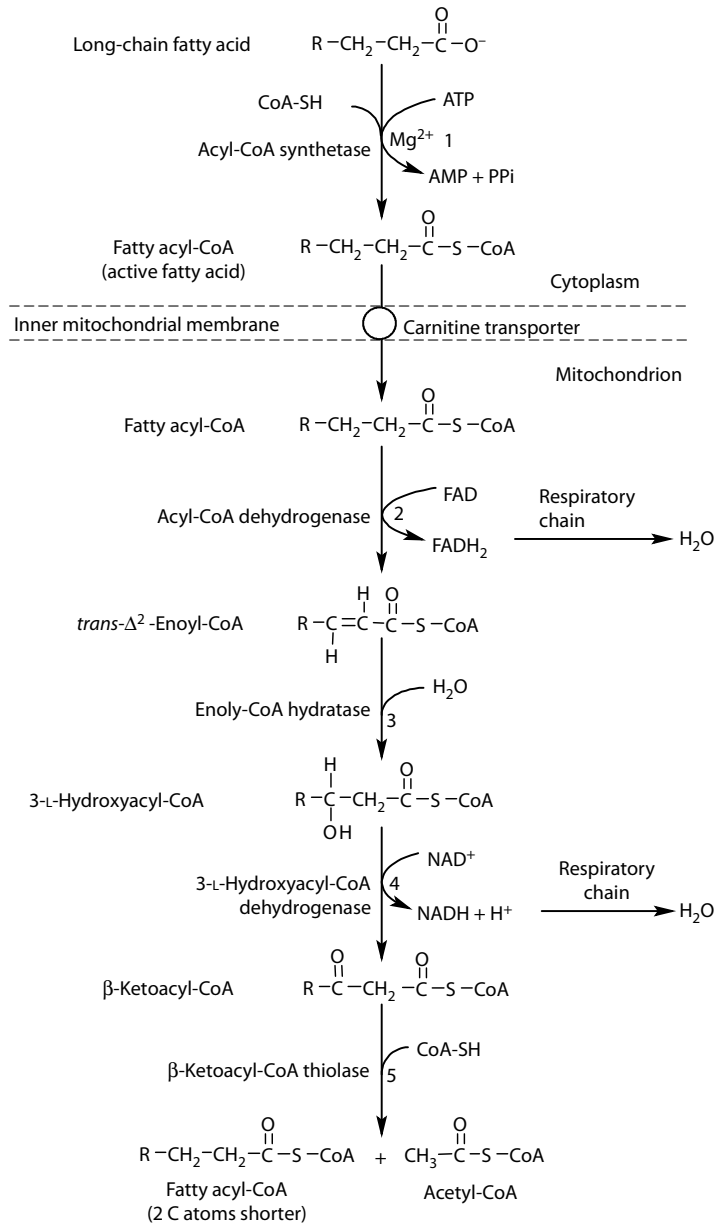 O
Long-chain fatty acid R–CH₂–CH₂–C–O⁻
CoA-SH ATP
Acyl-CoA synthetase Mg²⁺ 1
AMP + PPi
O
Fatty acyl-CoA R–CH₂–CH₂–C–S–CoA
(active fatty acid)
Cytoplasm
Inner mitochondrial membrane Carnitine transporter
Mitochondrion
O
Fatty acyl-CoA R–CH₂–CH₂–C–S–CoA
FAD Respiratory
Acyl-CoA dehydrogenase 2 chain
FADH₂ H₂O
H O
trans-Δ² -Enoyl-CoA R–C=C–C–S–CoA
H
H₂O
Enoly-CoA hydratase 3
H O
3-L-Hydroxyacyl-CoA R–C–CH₂–C–S–CoA
OH
NAD⁺ Respiratory
3-L-Hydroxyacyl-CoA 4 chain
dehydrogenase NADH + H⁺ H₂O
O O
β-Ketoacyl-CoA R–C–CH₂–C–S–CoA
CoA-SH
β-Ketoacyl-CoA thiolase 5
O O
R–CH₂–CH₂–C–S–CoA + CH₃–C–S–CoA
Fatty acyl-CoA Acetyl-CoA
(2 C atoms shorter)